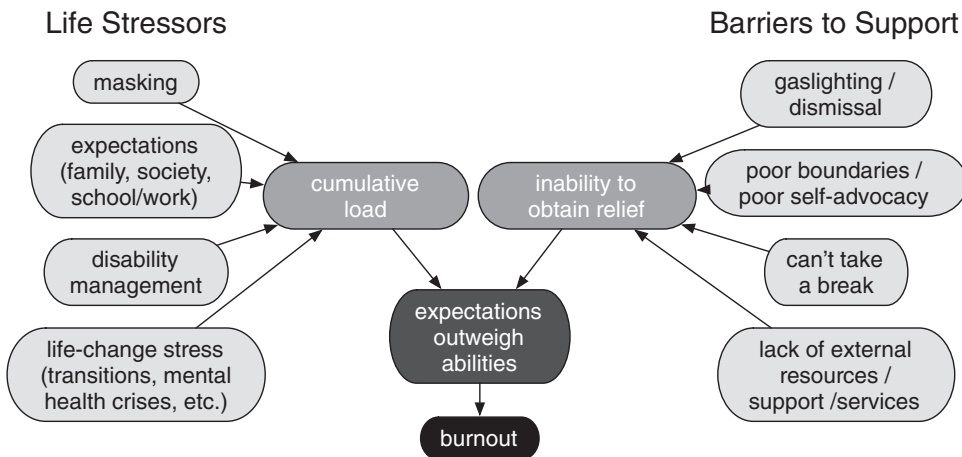 Life Stressors
Barriers to Support
masking
expectations
(family, society,
school/work)
disability
management
life-change stress
(transitions, mental
health crises, etc.)
cumulative
load
gaslighting /
dismissal
poor boundaries /
poor self-advocacy
can't take
a break
lack of external
resources /
support /services
inability to
obtain relief
expectations
outweigh
abilities
burnout